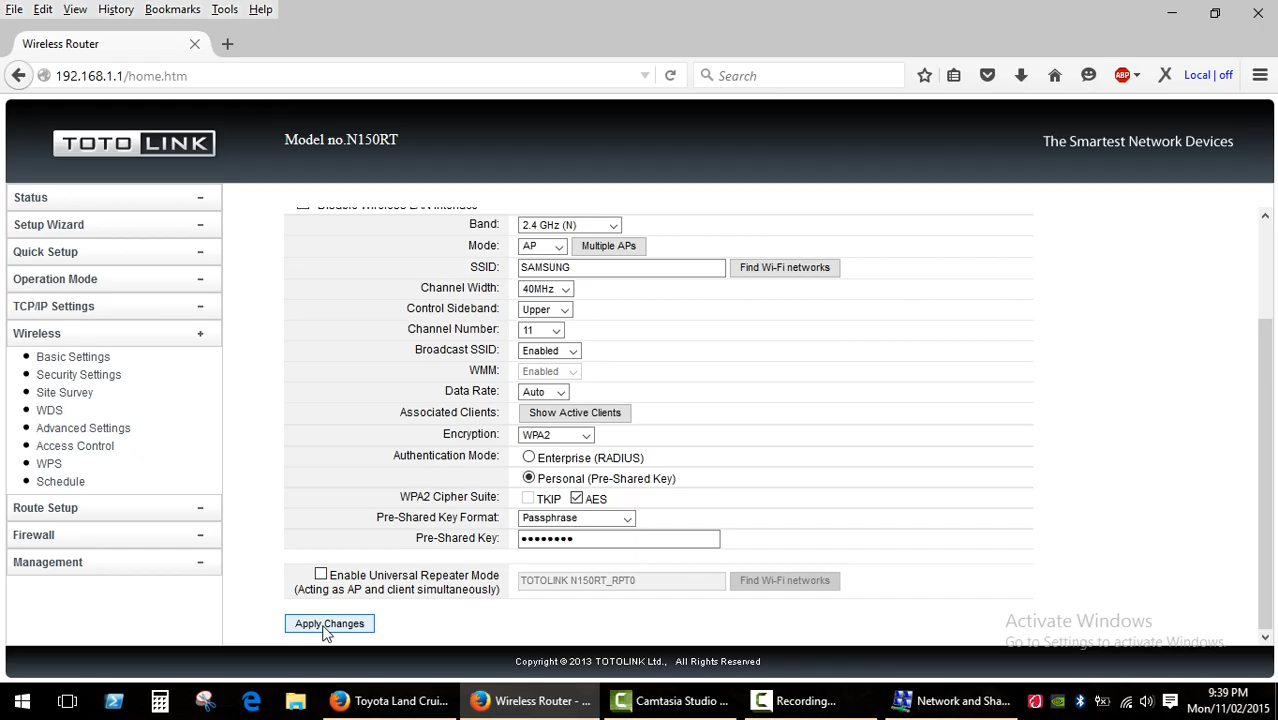 File Edit View History Bookmarks Tools Help
Wireless Router
192.168.1.1/home.htm Search ABP Local | off
TOTO LINK Model no.N150RT The Smartest Network Devices
Status
Setup Wizard
Quick Setup
Operation Mode
TCP/IP Settings
Wireless
Basic Settings
Security Settings
Site Survey
WDS
Advanced Settings
Access Control
WPS
Schedule
Route Setup
Firewall
Management
Disable Wireless LAN Interface
Band: 2.4 GHz (N)
Mode: AP Multiple APs
SSID: SAMSUNG Find Wi-Fi networks
Channel Width: 40MHz
Control Sideband: Upper
Channel Number: 11
Broadcast SSID: Enabled
WMM: Enabled
Data Rate: Auto
Associated Clients: Show Active Clients
Encryption: WPA2
Authentication Mode: Enterprise (RADIUS)
Personal (Pre-Shared Key)
WPA2 Cipher Suite: TKIP AES
Pre-Shared Key Format: Passphrase
Pre-Shared Key: ••••••••
Enable Universal Repeater Mode
(Acting as AP and client simultaneously) TOTOLINK N150RT_RPT0 Find Wi-Fi networks
Apply Changes
Activate Windows
Go to Settings to activate Windows.
Copyright © 2013 TOTOLINK Ltd., All Rights Reserved
Toyota Land Crui... Wireless Router - ... Camtasia Studio ... Recording... Network and Sha...
9:39 PM
Mon/11/02/2015